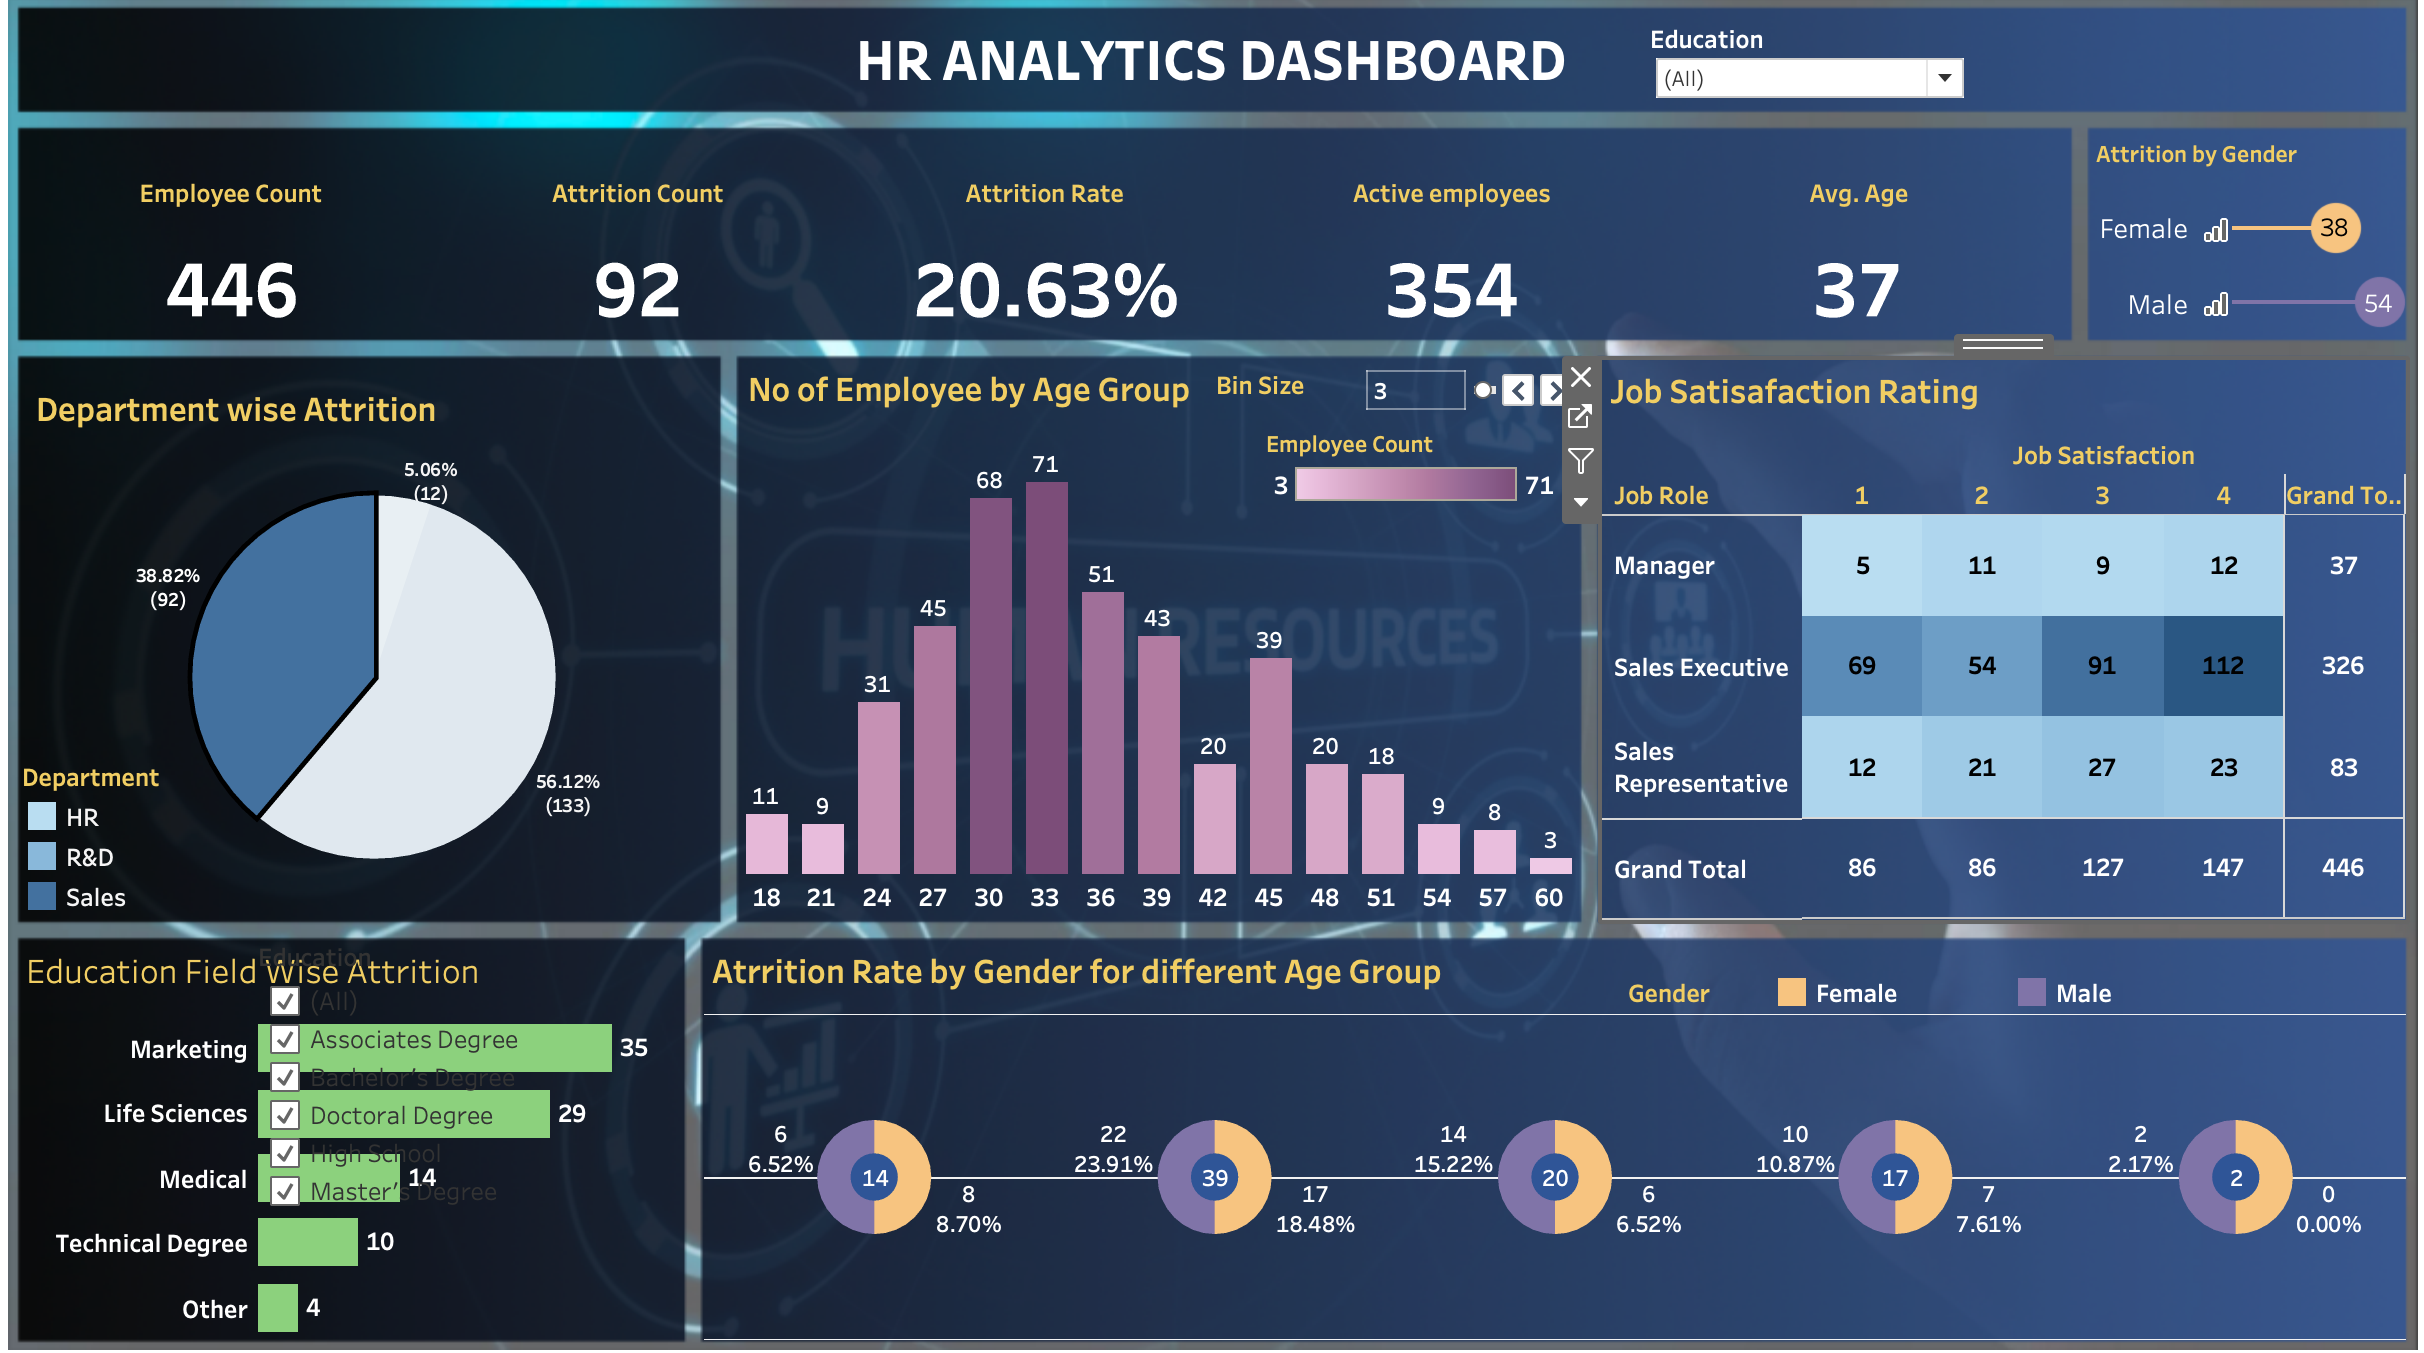 HR ANALYTICS DASHBOARD
Education
(All)
Employee Count
Attrition Count
Attrition Rate
Active employees
Avg. Age
446
92
20.63%
354
37
Attrition by Gender
Female 38
Male 54
Department wise Attrition
5.06%
(12)
38.82%
(92)
56.12%
(133)
Department
HR
R&D
Sales
No of Employee by Age Group
Bin Size 3
Employee Count
3 71
11 9 31 45 68 71 51 43 20 39 20 18 9 8 3
18 21 24 27 30 33 36 39 42 45 48 51 54 57 60
HUMAN RESOURCES
Job Satisafaction Rating
Job Satisfaction
Job Role 1 2 3 4 Grand To..
Manager 5 11 9 12 37
Sales Executive 69 54 91 112 326
Sales
Representative 12 21 27 23 83
Grand Total 86 86 127 147 446
Education Field Wise Attrition
Education
(All)
Associates Degree
Bachelor's Degree
Doctoral Degree
High School
Master's Degree
Marketing 35
Life Sciences 29
Medical 14
Technical Degree 10
Other 4
Atrrition Rate by Gender for different Age Group
Gender Female Male
6
6.52%
14
8
8.70%
22
23.91%
39
17
18.48%
14
15.22%
20
6
6.52%
10
10.87%
17
7
7.61%
2
2.17%
2
0
0.00%